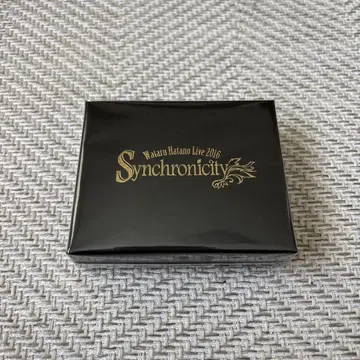 Wataru Hatano Live 2016
Synchronicity